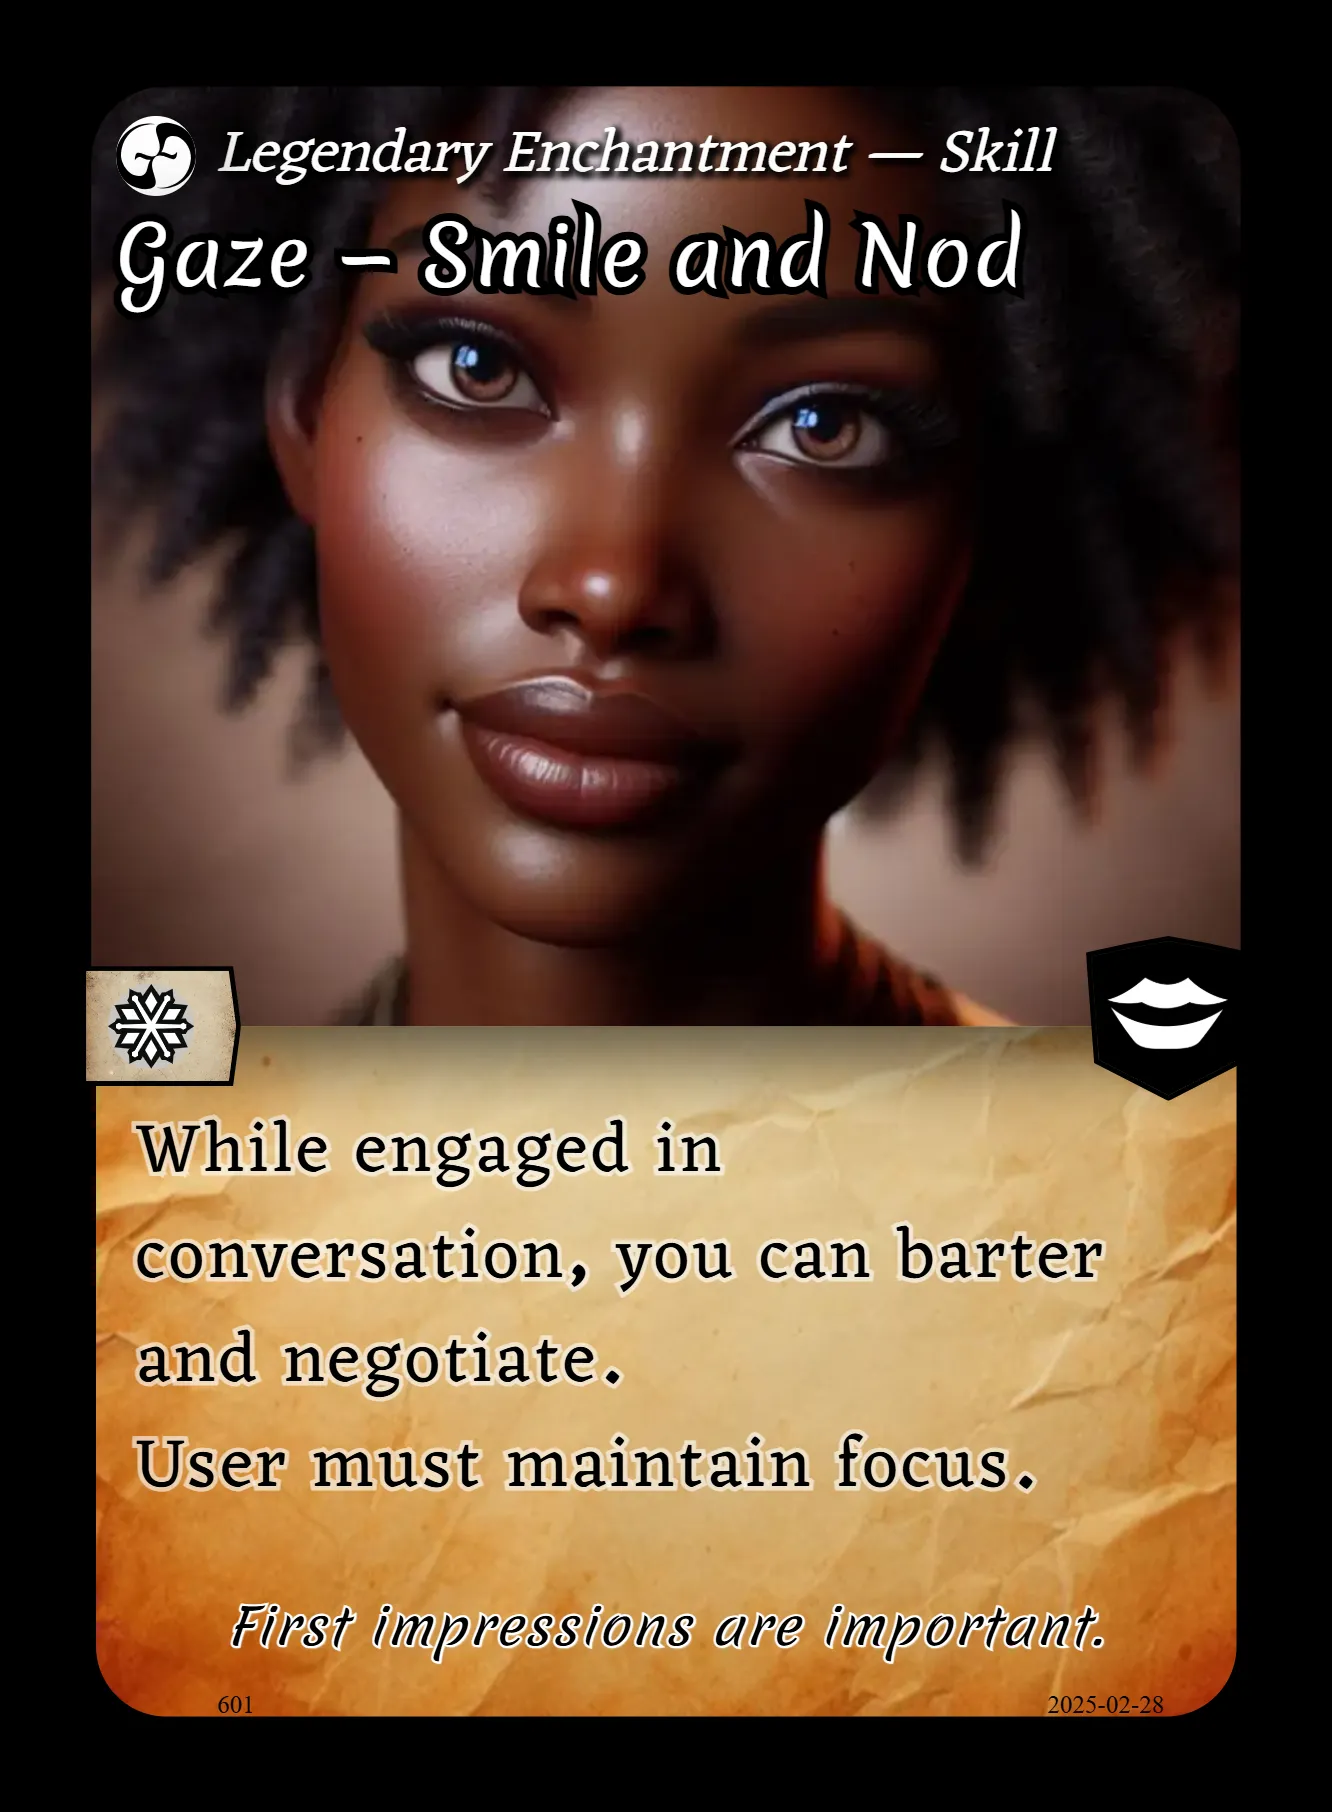 Legendary Enchantment — Skill
Gaze – Smile and Nod
While engaged in
conversation, you can barter
and negotiate.
User must maintain focus.
First impressions are important.
601
2025-02-28